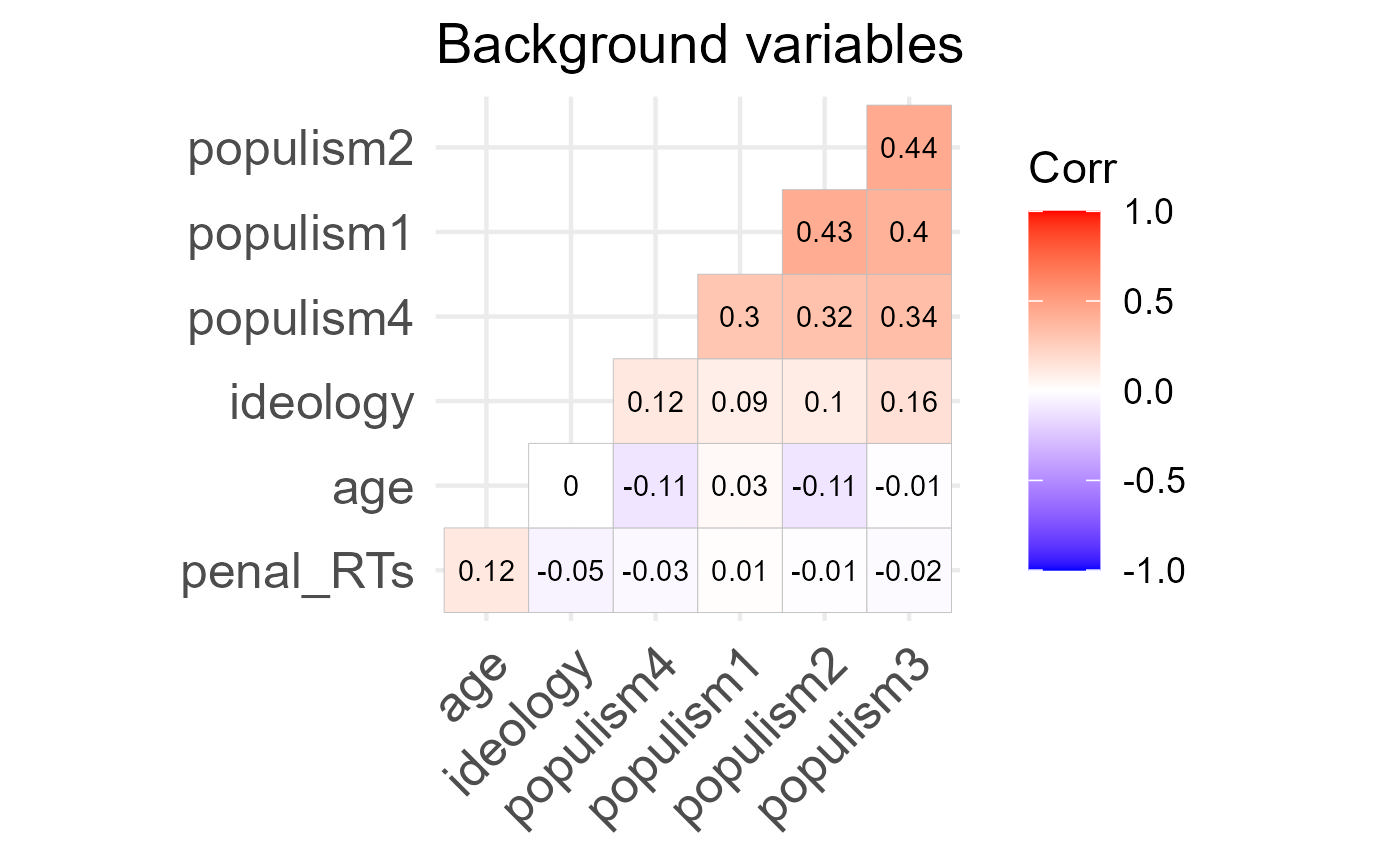 Background variables
populism2 0.44
populism1 0.43 0.4
populism4 0.3 0.32 0.34
ideology 0.12 0.09 0.1 0.16
age 0 -0.11 0.03 -0.11 -0.01
penal_RTs 0.12 -0.05 -0.03 0.01 -0.01 -0.02
age
ideology
populism4
populism1
populism2
populism3
Corr
1.0
0.5
0.0
-0.5
-1.0